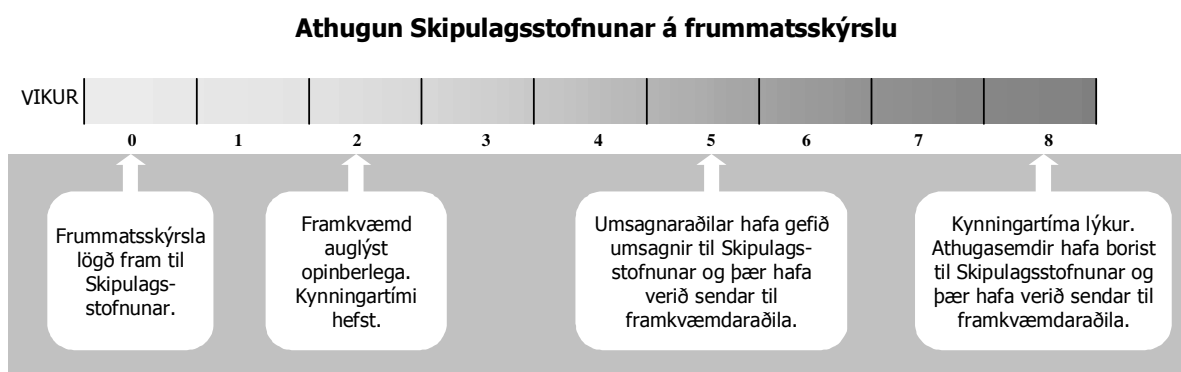 Athugun Skipulagsstofnunar á frummatsskýrslu
VIKUR
0 1 2 3 4 5 6 7 8
Frummatsskýrsla
lögð fram til
Skipulags-
stofnunar.
Framkvæmd
auglýst
opinberlega.
Kynningartími
hefst.
Umsagnaraðilar hafa gefið
umsagnir til Skipulags-
stofnunar og þær hafa
verið sendar til
framkvæmdaraðila.
Kynningartíma lýkur.
Athugasemdir hafa borist
til Skipulagsstofnunar og
þær hafa verið sendar til
framkvæmdaraðila.